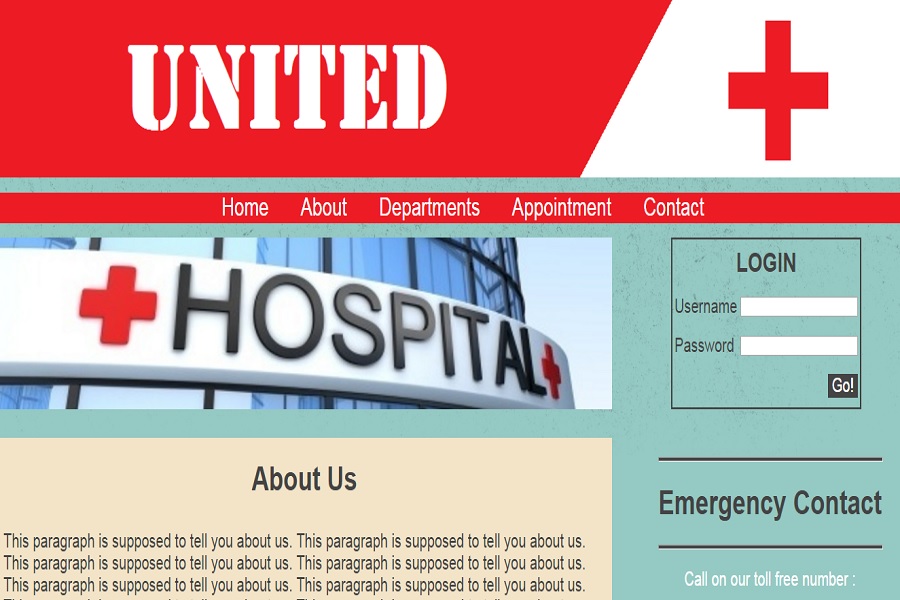 UNITED
Home About Departments Appointment Contact
HOSPITAL
LOGIN
Username
Password
Go!
About Us
This paragraph is supposed to tell you about us. This paragraph is supposed to tell you about us.
This paragraph is supposed to tell you about us. This paragraph is supposed to tell you about us.
This paragraph is supposed to tell you about us. This paragraph is supposed to tell you about us.
Emergency Contact
Call on our toll free number :